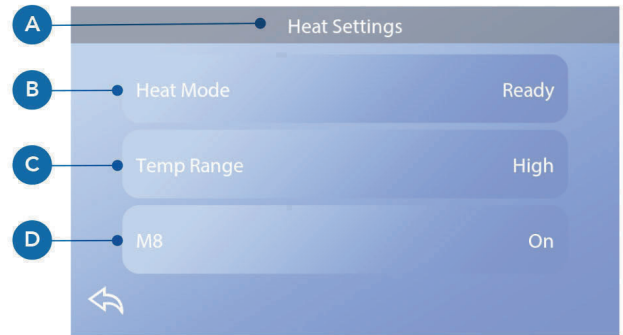 A
Heat Settings
B
Heat Mode Ready
C
Temp Range High
D
M8 On